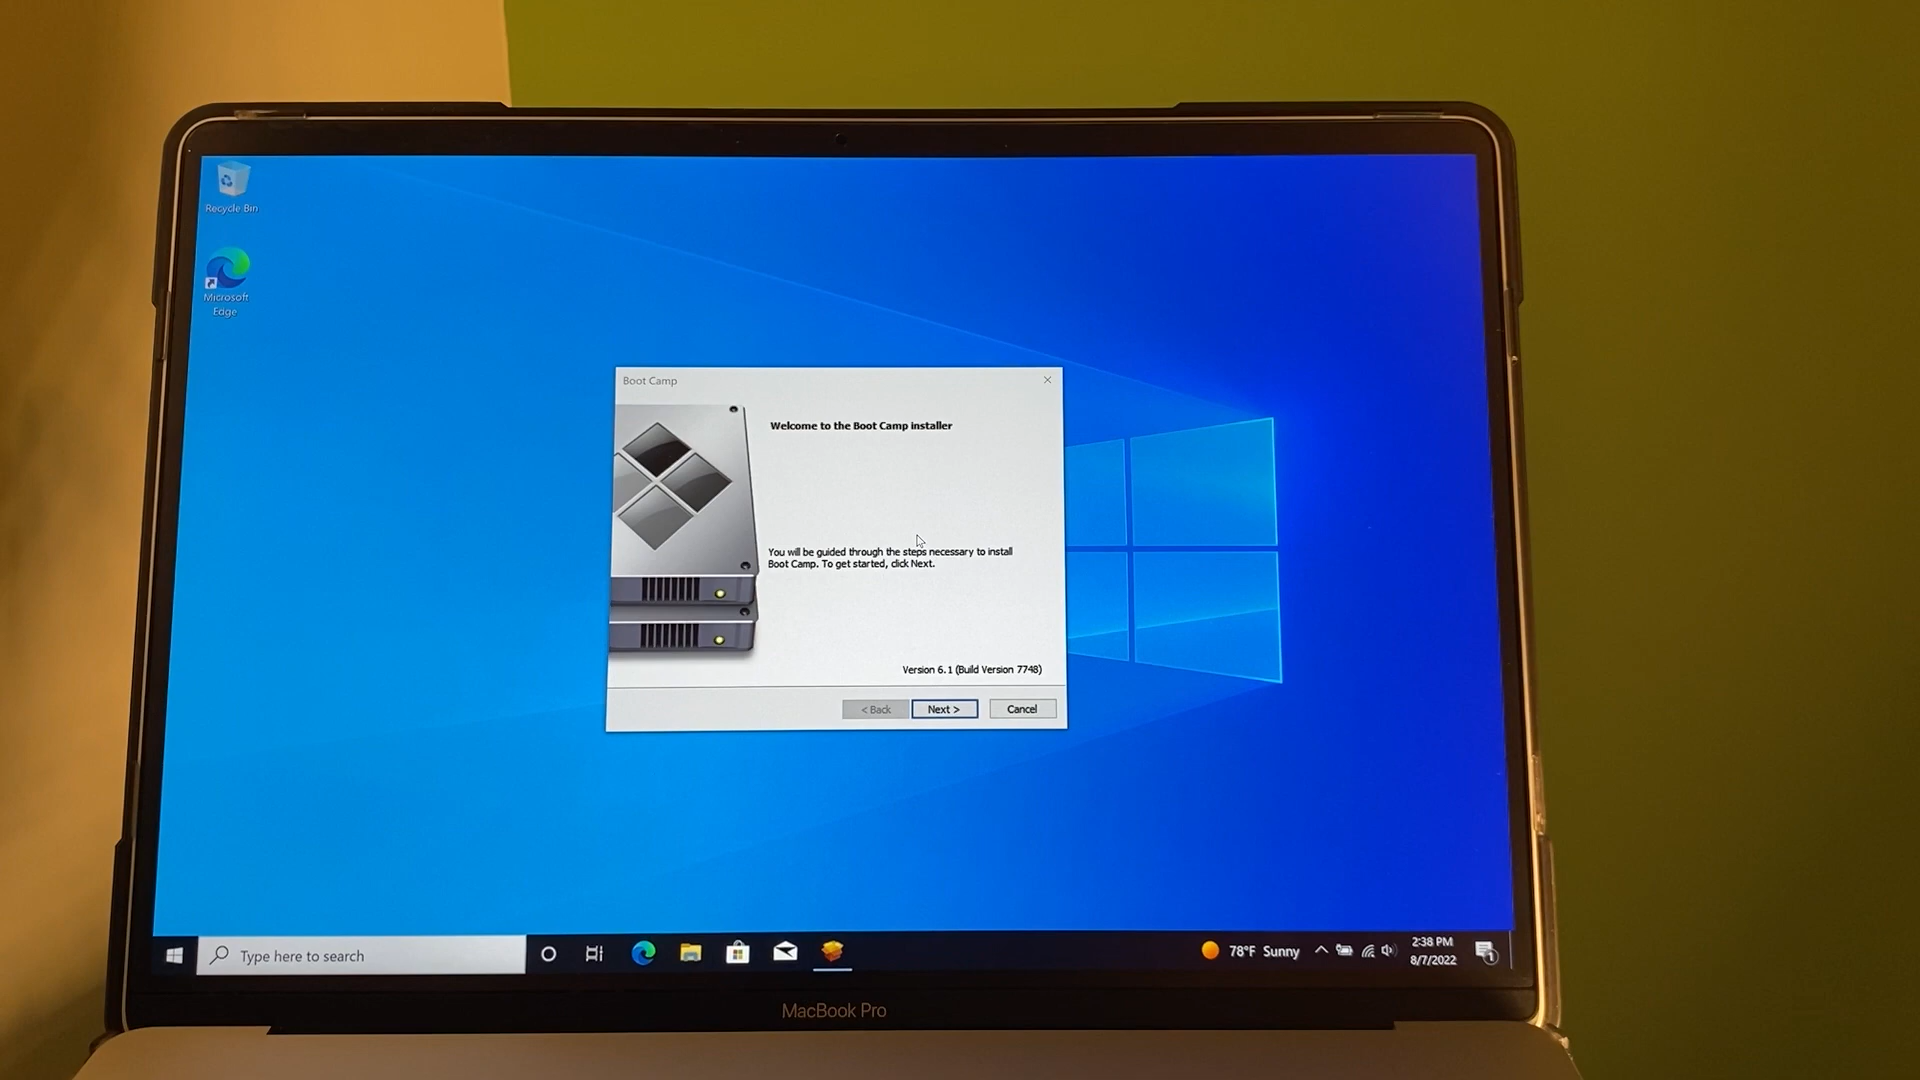 Recycle Bin
Microsoft
Edge
Boot Camp
Welcome to the Boot Camp installer
You will be guided through the steps necessary to install
Boot Camp. To get started, click Next.
Version 6.1 (Build Version 7748)
< Back
Next >
Cancel
Type here to search
78°F Sunny
2:38 PM
8/7/2022
1
MacBook Pro